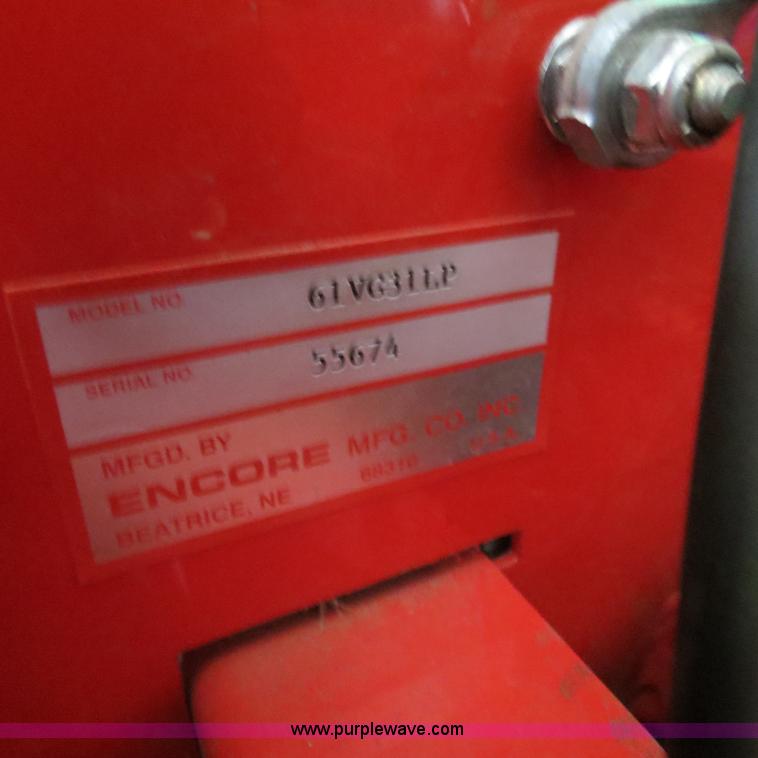 MODEL NO. 61VG31LP
SERIAL NO. 55674
MFGD. BY
ENCORE MFG. CO. INC
BEATRICE, NE 68310 U.S.A.
www.purplewave.com